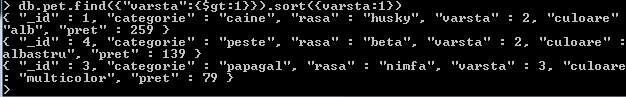 > db.pet.find({"varsta":{$gt:1}}).sort({varsta:1})
{ "_id" : 1, "categorie" : "caine", "rasa" : "husky", "varsta" : 2, "culoare" :
"alb", "pret" : 259 }
{ "_id" : 4, "categorie" : "peste", "rasa" : "beta", "varsta" : 2, "culoare" : "
albastru", "pret" : 139 }
{ "_id" : 3, "categorie" : "papagal", "rasa" : "nimfa", "varsta" : 3, "culoare"
: "multicolor", "pret" : 79 }
>